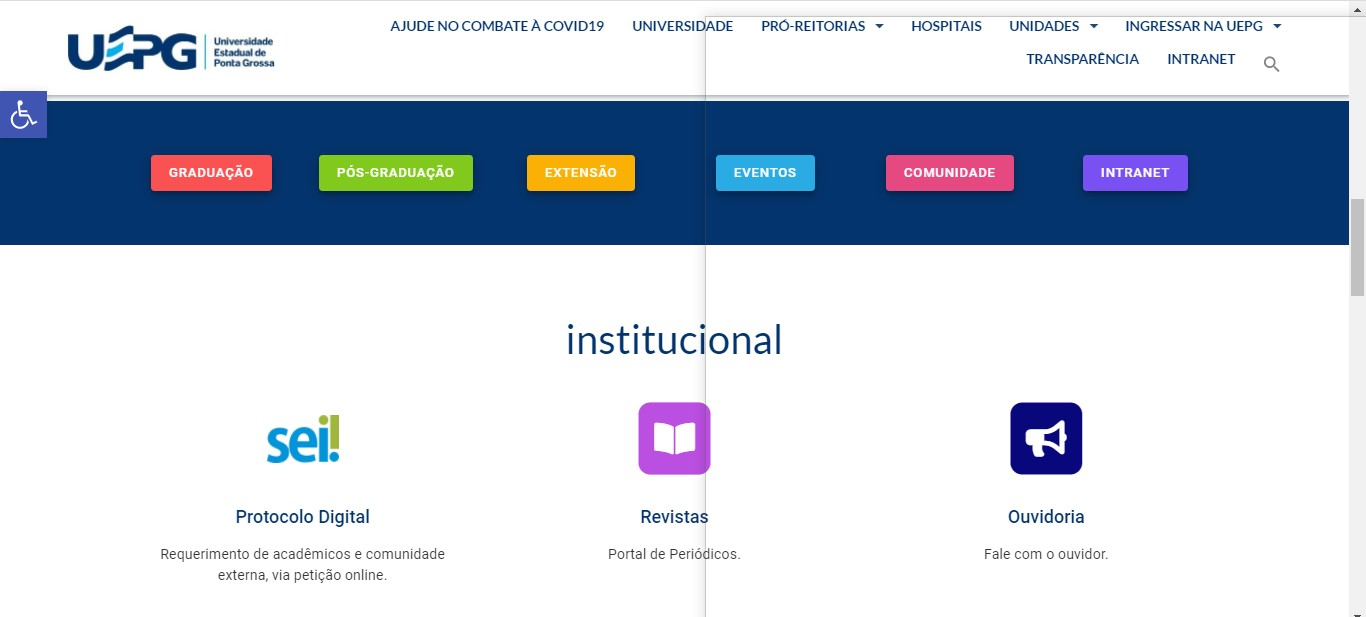 UEPG
Universidade
Estadual de
Ponta Grossa
AJUDE NO COMBATE À COVID19 UNIVERSIDADE PRÓ-REITORIAS HOSPITAIS UNIDADES INGRESSAR NA UEPG
TRANSPARÊNCIA INTRANET
GRADUAÇÃO PÓS-GRADUAÇÃO EXTENSÃO EVENTOS COMUNIDADE INTRANET
institucional
sei!
Protocolo Digital Revistas Ouvidoria
Requerimento de acadêmicos e comunidade Portal de Periódicos. Fale com o ouvidor.
externa, via petição online.